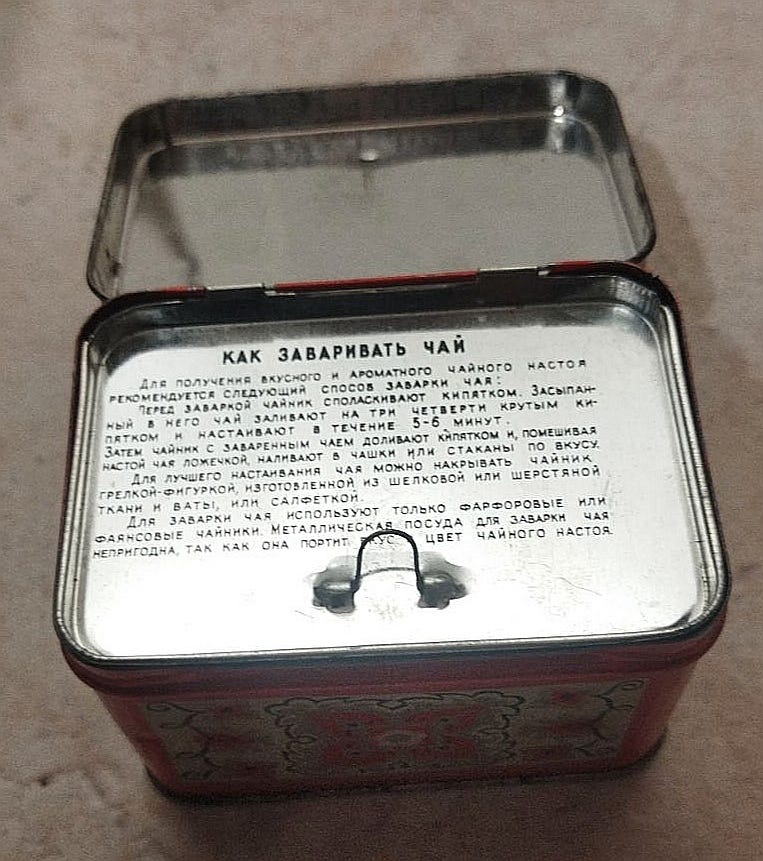 КАК ЗАВАРИВАТЬ ЧАЙ
ДЛЯ ПОЛУЧЕНИЯ ВКУСНОГО И АРОМАТНОГО ЧАЙНОГО НАСТОЯ
РЕКОМЕНДУЕТСЯ СЛЕДУЮЩИЙ СПОСОБ ЗАВАРКИ ЧАЯ:
ПЕРЕД ЗАВАРКОЙ ЧАЙНИК СПОЛАСКИВАЮТ КИПЯТКОМ. ЗАСЫПАН-
НЫЙ В НЕГО ЧАЙ ЗАЛИВАЮТ НА ТРИ ЧЕТВЕРТИ КРУТЫМ КИ-
ПЯТКОМ И НАСТАИВАЮТ В ТЕЧЕНИЕ 5-6 МИНУТ.
ЗАТЕМ ЧАЙНИК С ЗАВАРЕННЫМ ЧАЕМ ДОЛИВАЮТ КИПЯТКОМ И, ПОМЕШИВАЯ
НАСТОЙ ЧАЯ ЛОЖЕЧКОЙ, НАЛИВАЮТ В ЧАШКИ ИЛИ СТАКАНЫ ПО ВКУСУ.
ДЛЯ ЛУЧШЕГО НАСТАИВАНИЯ ЧАЯ МОЖНО НАКРЫВАТЬ ЧАЙНИК
ГРЕЛКОЙ-ФИГУРКОЙ, ИЗГОТОВЛЕННОЙ ИЗ ШЕЛКОВОЙ ИЛИ ШЕРСТЯНОЙ
ТКАНИ И ВАТЫ, ИЛИ САЛФЕТКОЙ.
ДЛЯ ЗАВАРКИ ЧАЯ ИСПОЛЬЗУЮТ ТОЛЬКО ФАРФОРОВЫЕ ИЛИ
ФАЯНСОВЫЕ ЧАЙНИКИ. МЕТАЛЛИЧЕСКАЯ ПОСУДА ДЛЯ ЗАВАРКИ ЧАЯ
НЕПРИГОДНА, ТАК КАК ОНА ПОРТИТ ВКУС ЦВЕТ ЧАЙНОГО НАСТОЯ.